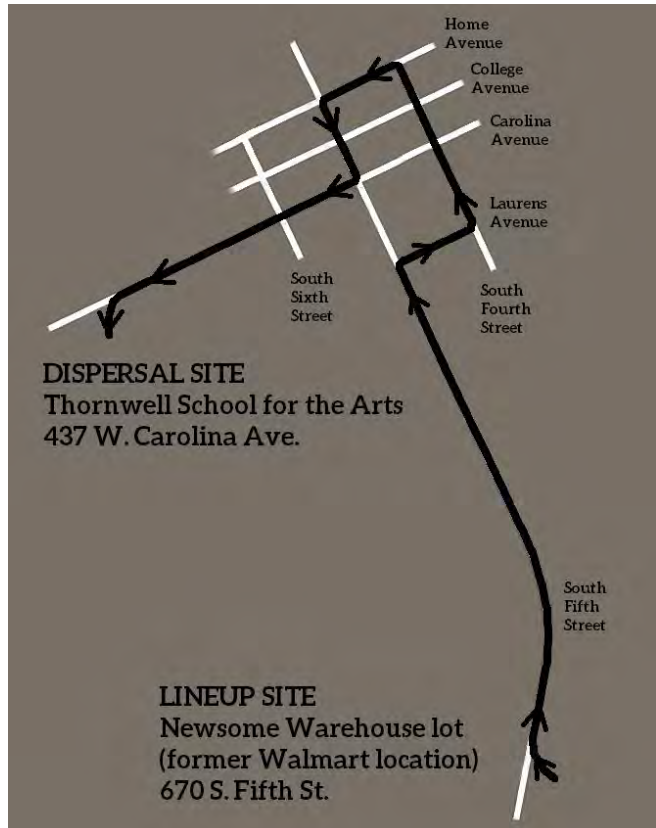 Home
Avenue
College
Avenue
Carolina
Avenue
Laurens
Avenue
South
Sixth
Street
South
Fourth
Street
DISPERSAL SITE
Thornwell School for the Arts
437 W. Carolina Ave.
South
Fifth
Street
LINEUP SITE
Newsome Warehouse lot
(former Walmart location)
670 S. Fifth St.